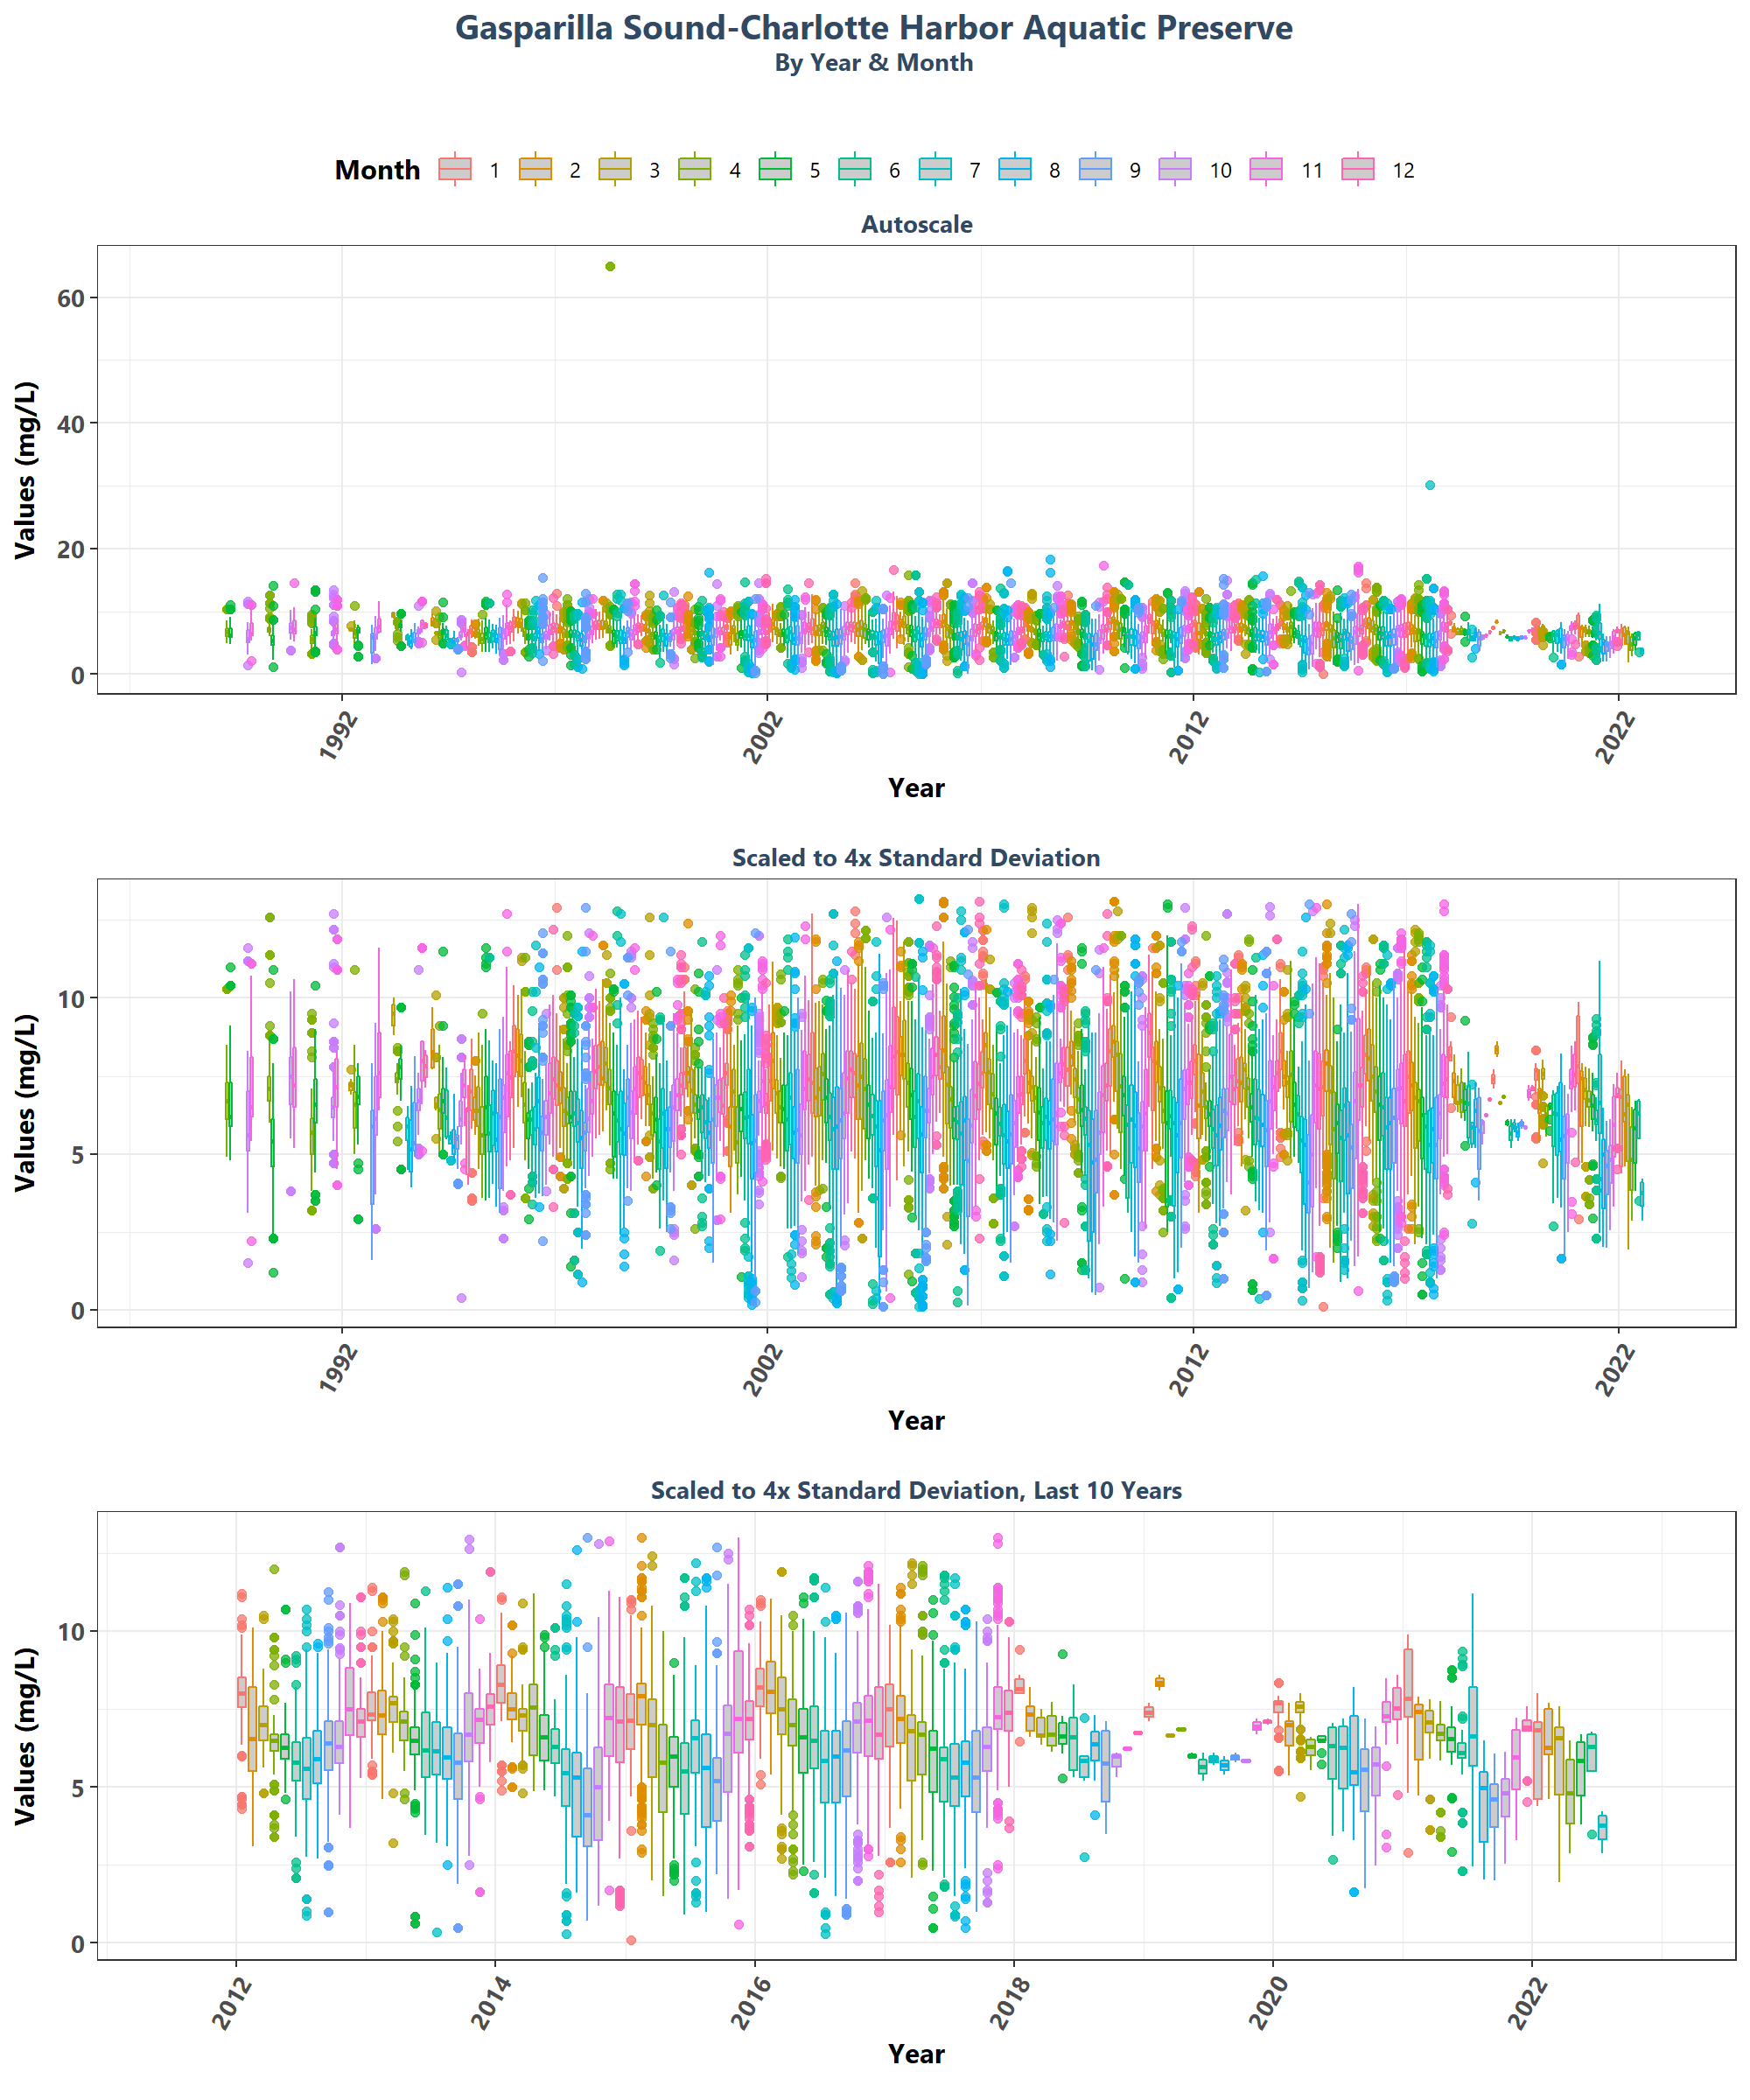 Gasparilla Sound-Charlotte Harbor Aquatic Preserve
By Year & Month
Month 1 2 3 4 5 6 7 8 9 10 11 12
Autoscale
Values (mg/L)
60
40
20
0
1992 2002 2012 2022
Year
Scaled to 4x Standard Deviation
Values (mg/L)
10
5
0
1992 2002 2012 2022
Year
Scaled to 4x Standard Deviation, Last 10 Years
Values (mg/L)
10
5
0
2012 2014 2016 2018 2020 2022
Year